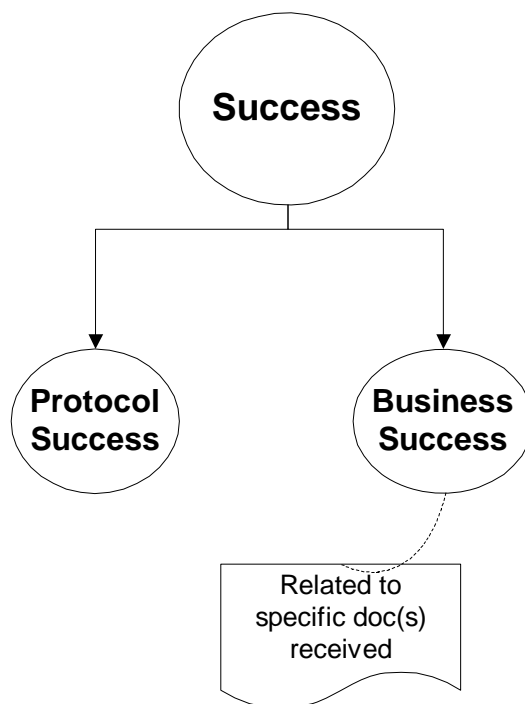 Success
Protocol
Success
Business
Success
Related to
specific doc(s)
received